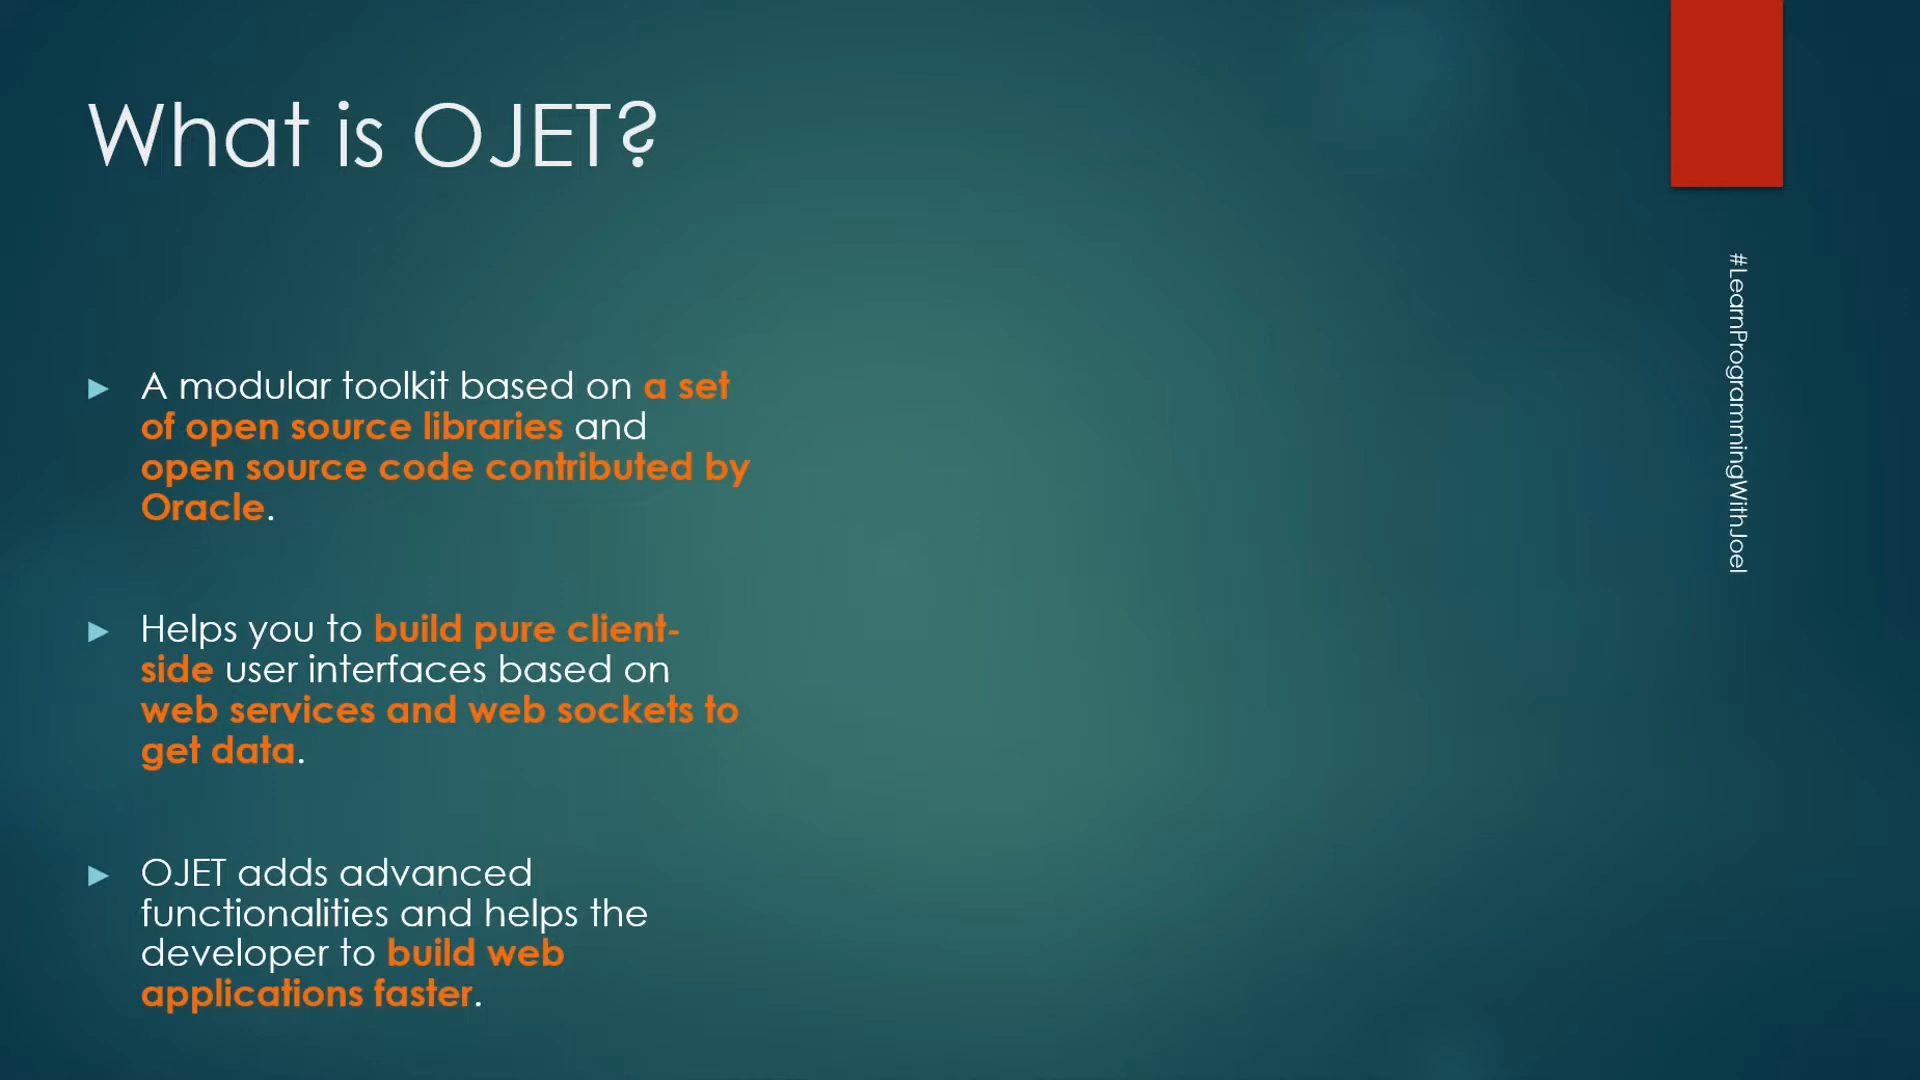 What is OJET?
A modular toolkit based on a set
of open source libraries and
open source code contributed by
Oracle.
Helps you to build pure client-
side user interfaces based on
web services and web sockets to
get data.
OJET adds advanced
functionalities and helps the
developer to build web
applications faster.
#LearnProgrammingWithJoel